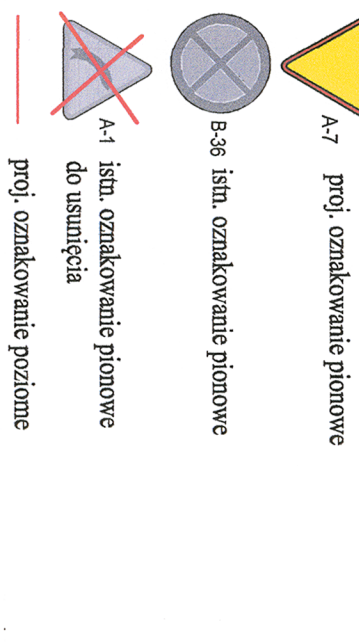 A-7 proj. oznakowanie pionowe
B-36 istn. oznakowanie pionowe
A-1 istn. oznakowanie pionowe
do usunięcia
proj. oznakowanie poziome